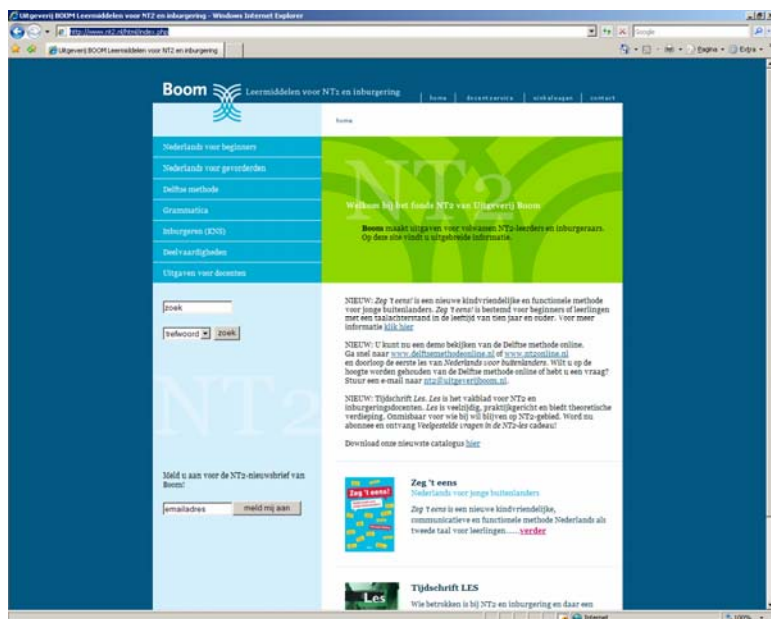 Uitgeverij BOOM Leermiddelen voor NT2 en inburgering - Windows Internet Explorer
http://www.nt2.nl/html/index.php
Google
Uitgeverij BOOM Leermiddelen voor NT2 en inburgering
Pagina
Extra
Boom Leermiddelen voor NT2 en inburgering
home | docentservice | winkelwagen | contact
home
Nederlands voor beginners
Nederlands voor gevorderden
Delftse methode
Grammatica
Inburgeren (KNS)
Deelvaardigheden
Uitgaven voor docenten
NT2
Welkom bij het fonds NT2 van Uitgeverij Boom
Boom maakt uitgaven voor volwassen NT2-leerders en inburgeraars.
Op deze site vindt u uitgebreide informatie.
zoek
trefwoord zoek
NT2
Meld u aan voor de NT2-nieuwsbrief van
Boom!
emailadres meld mij aan
NIEUW: Zeg 't eens! is een nieuwe kindvriendelijke en functionele methode
voor jonge buitenlanders. Zeg 't eens! is bestemd voor beginners of leerlingen
met een taalachterstand in de leeftijd van tien jaar en ouder. Voor meer
informatie klik hier
NIEUW: U kunt nu een demo bekijken van de Delftse methode online.
Ga snel naar www.delftsemethodeonline.nl of www.nt2online.nl
en doorloop de eerste les van Nederlands voor buitenlanders. Wilt u op de
hoogte worden gehouden van de Delftse methode online of hebt u een vraag?
Stuur een e-mail naar nt2@uitgeverijboom.nl.
NIEUW: Tijdschrift Les. Les is het vakblad voor NT2 en
inburgeringsdocenten. Les is veelzijdig, praktijkgericht en biedt theoretische
verdieping. Onmisbaar voor wie bij wil blijven op NT2-gebied. Word nu
abonnee en ontvang Veelgestelde vragen in de NT2-les cadeau!
Download onze nieuwste catalogus hier
Zeg 't eens!
Zeg 't eens
Nederlands voor jonge buitenlanders
Zeg 't eens is een nieuwe kindvriendelijke,
communicatieve en functionele methode Nederlands als
tweede taal voor leerlingen...... verder
Les
Tijdschrift LES
Wie betrokken is bij NT2 en inburgering en daar een
Internet
100%